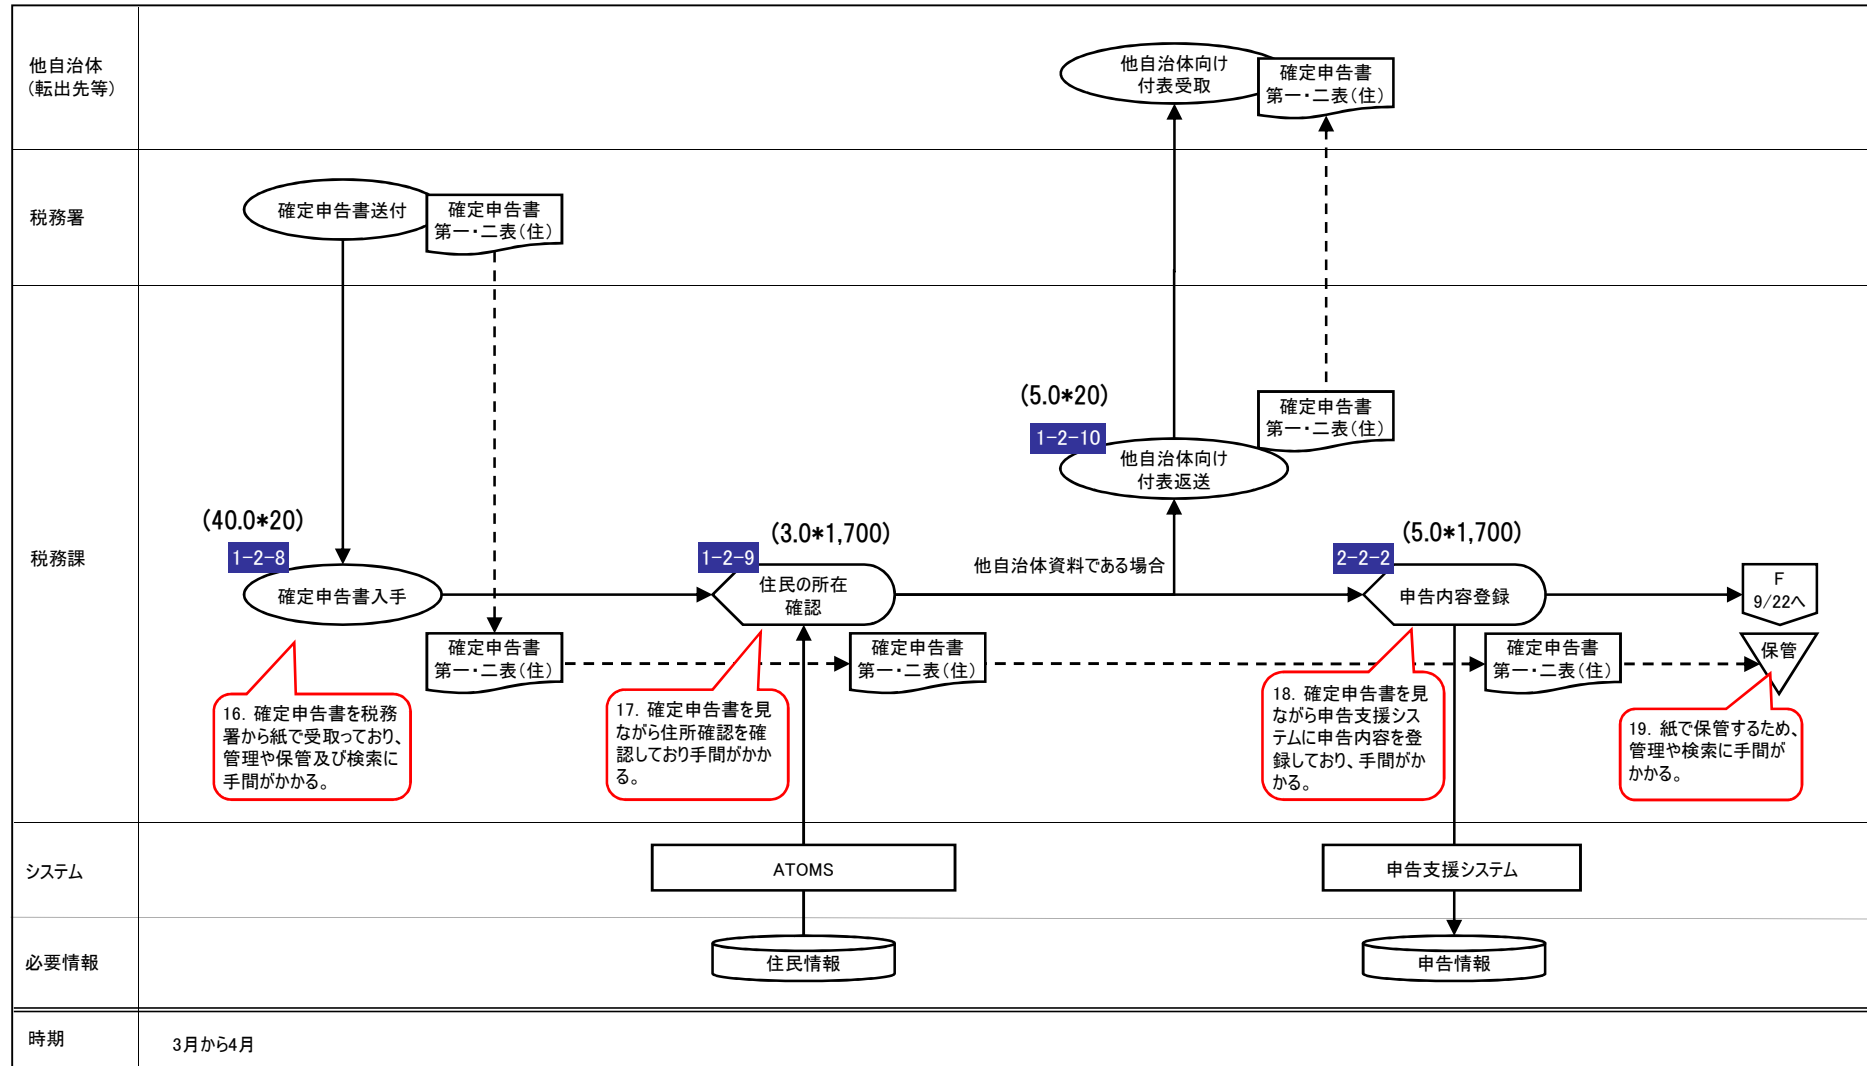 他自治体
(転出先等)
他自治体向け
付表受取
確定申告書
第一・二表(住)
税務署
確定申告書送付
確定申告書
第一・二表(住)
税務課
(5.0*20)
1-2-10
他自治体向け
付表返送
確定申告書
第一・二表(住)
(40.0*20)
1-2-8
確定申告書入手
(3.0*1,700)
1-2-9
住民の所在
確認
他自治体資料である場合
(5.0*1,700)
2-2-2
申告内容登録
F
9/22へ
確定申告書
第一・二表(住)
確定申告書
第一・二表(住)
確定申告書
第一・二表(住)
保管
16. 確定申告書を税務
署から紙で受取っており、
管理や保管及び検索に
手間がかかる。
17. 確定申告書を見
ながら住所確認を確
認しており手間がかか
る。
18. 確定申告書を見
ながら申告支援シス
テムに申告内容を登
録しており、手間がか
かる。
19. 紙で保管するため、
管理や検索に手間が
かかる。
システム
ATOMS
申告支援システム
必要情報
住民情報
申告情報
時期
3月から4月